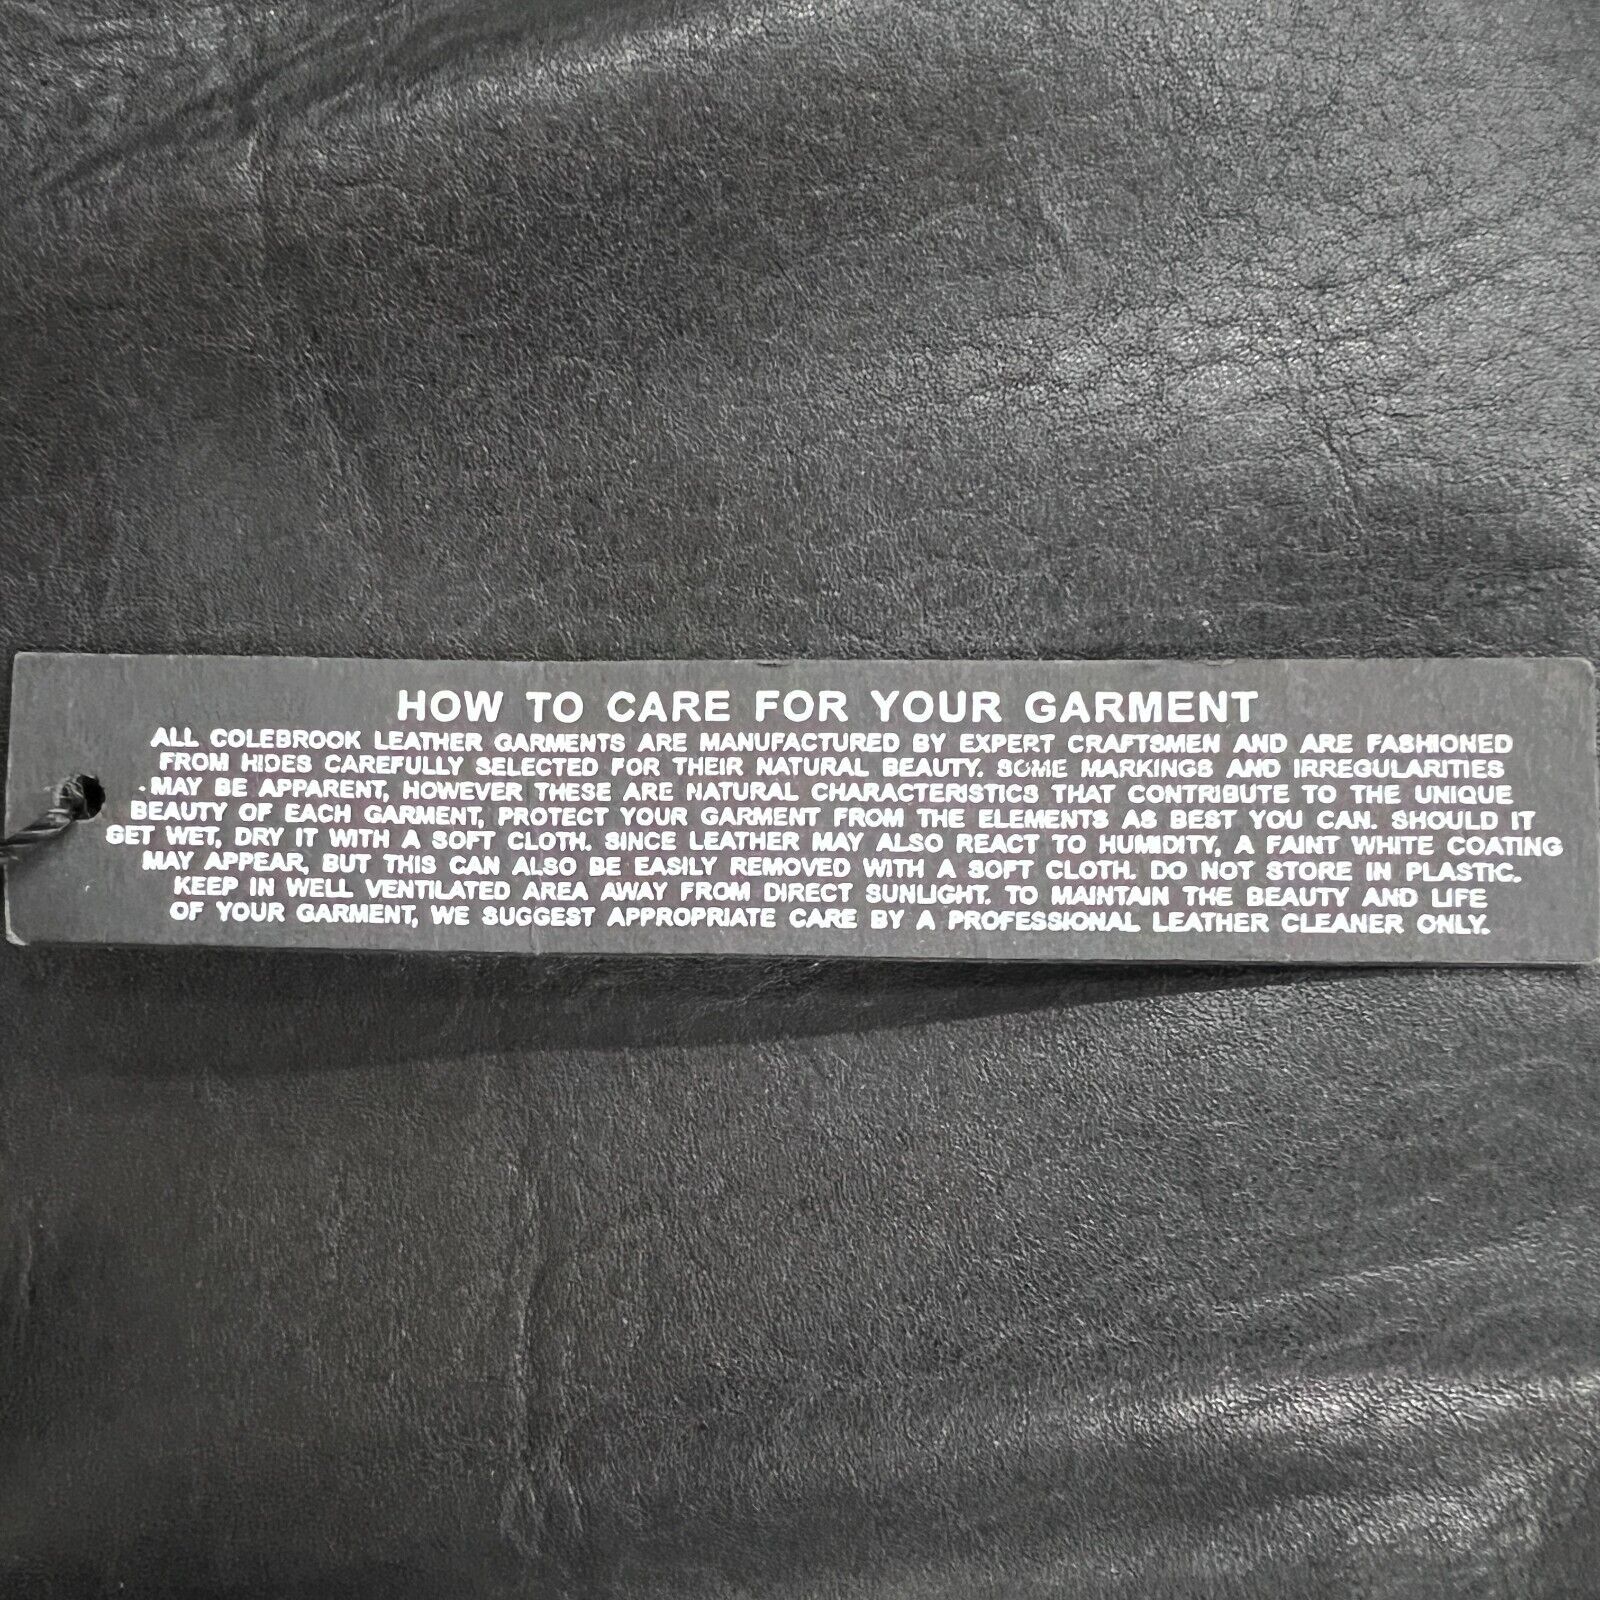 HOW TO CARE FOR YOUR GARMENT
ALL COLEBROOK LEATHER GARMENTS ARE MANUFACTURED BY EXPERT CRAFTSMEN AND ARE FASHIONED
FROM HIDES CAREFULLY SELECTED FOR THEIR NATURAL BEAUTY. SOME MARKINGS AND IRREGULARITIES
MAY BE APPARENT, HOWEVER THESE ARE NATURAL CHARACTERISTICS THAT CONTRIBUTE TO THE UNIQUE
BEAUTY OF EACH GARMENT, PROTECT YOUR GARMENT FROM THE ELEMENTS AS BEST YOU CAN. SHOULD IT
GET WET, DRY IT WITH A SOFT CLOTH. SINCE LEATHER MAY ALSO REACT TO HUMIDITY, A FAINT WHITE COATING
MAY APPEAR, BUT THIS CAN ALSO BE EASILY REMOVED WITH A SOFT CLOTH. DO NOT STORE IN PLASTIC.
KEEP IN WELL VENTILATED AREA AWAY FROM DIRECT SUNLIGHT. TO MAINTAIN THE BEAUTY AND LIFE
OF YOUR GARMENT, WE SUGGEST APPROPRIATE CARE BY A PROFESSIONAL LEATHER CLEANER ONLY.